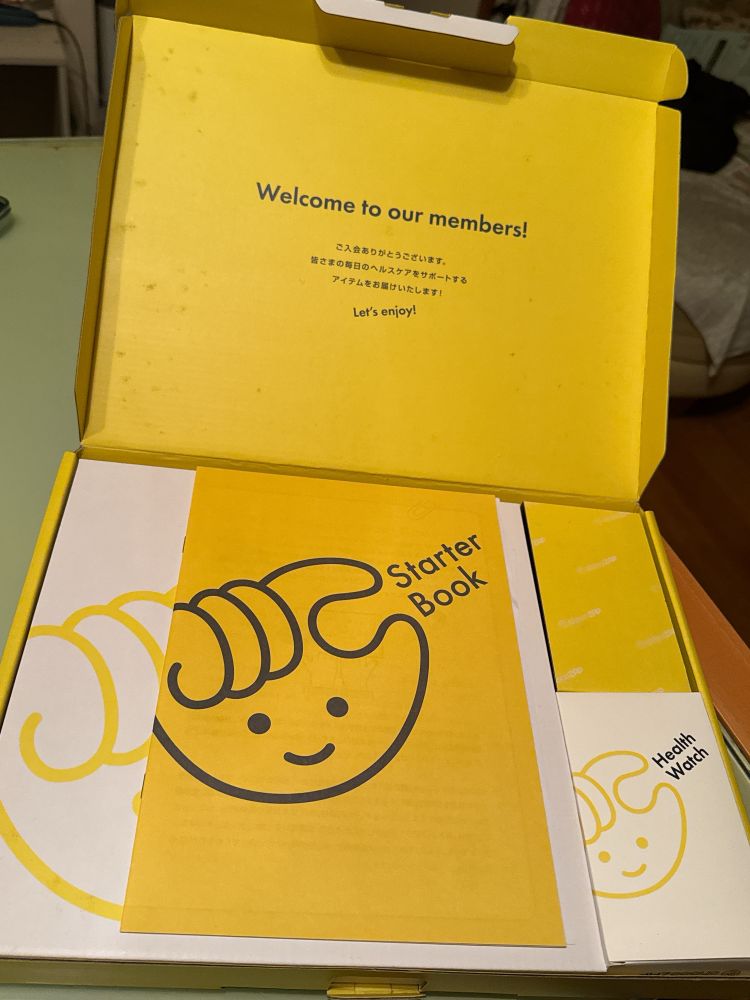 Welcome to our members!
ご入会ありがとうございます。
皆さまの毎日のヘルスケアをサポートする
アイテムをお届けいたします！
Let's enjoy!
Starter
Book
Health
Watch